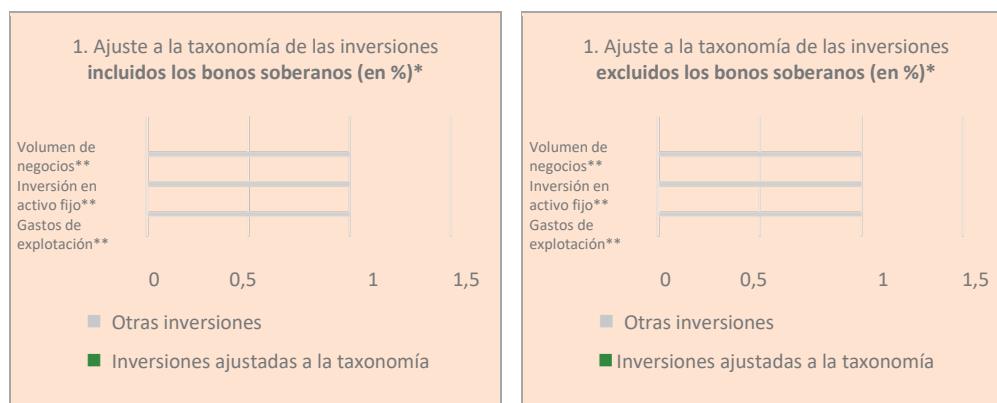 1. Ajuste a la taxonomía de las inversiones
incluidos los bonos soberanos (en %)*
Volumen de
negocios**
Inversión en
activo fijo**
Gastos de
explotación**
0 0,5 1 1,5
Otras inversiones
Inversiones ajustadas a la taxonomía
1. Ajuste a la taxonomía de las inversiones
excluidos los bonos soberanos (en %)*
Volumen de
negocios**
Inversión en
activo fijo**
Gastos de
explotación**
0 0,5 1 1,5
Otras inversiones
Inversiones ajustadas a la taxonomía